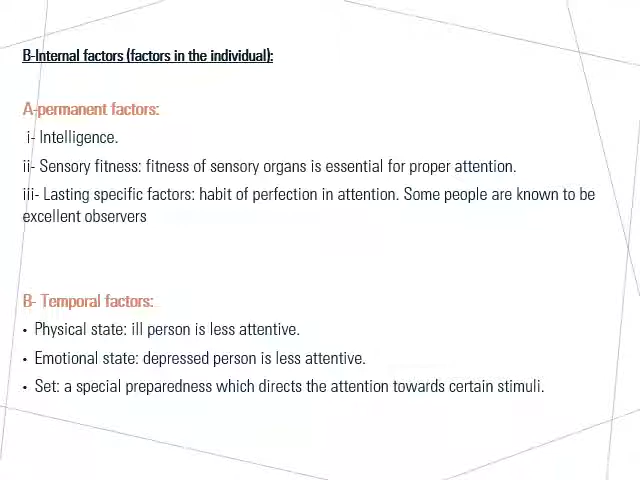 B-Internal factors (factors in the individual):
A-permanent factors:
i- Intelligence.
ii- Sensory fitness: fitness of sensory organs is essential for proper attention.
iii- Lasting specific factors: habit of perfection in attention. Some people are known to be
excellent observers
B- Temporal factors:
• Physical state: ill person is less attentive.
• Emotional state: depressed person is less attentive.
• Set: a special preparedness which directs the attention towards certain stimuli.